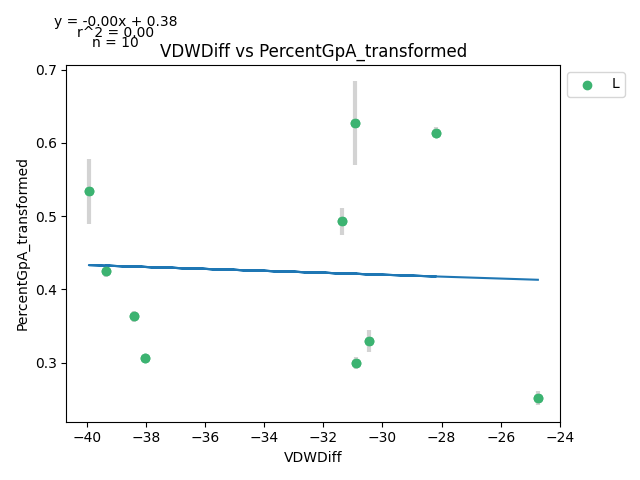 y = -0.00x + 0.38
r^2 = 0.00
n = 10
VDWDiff vs PercentGpA_transformed
L
0.7
0.6
0.5
0.4
0.3
PercentGpA_transformed
−40
−38
−36
−34
−32
−30
−28
−26
−24
VDWDiff